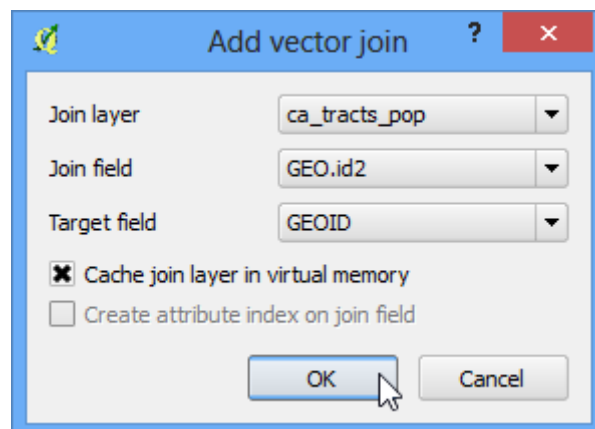 Add vector join ? ×
Join layer ca_tracts_pop
Join field GEO.id2
Target field GEOID
Cache join layer in virtual memory
Create attribute index on join field
OK Cancel